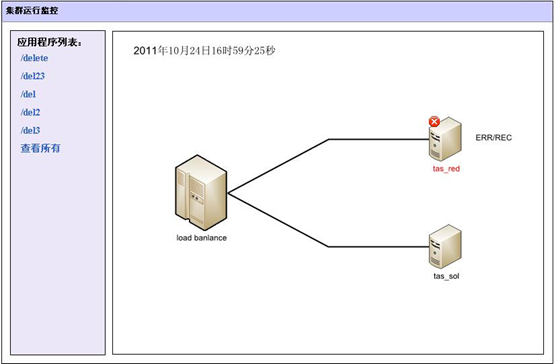 集群运行监控
应用程序列表：
/delete
/del23
/del
/del2
/del3
查看所有
2011年10月24日16时59分25秒
ERR/REC
tas_red
load banlance
tas_sol